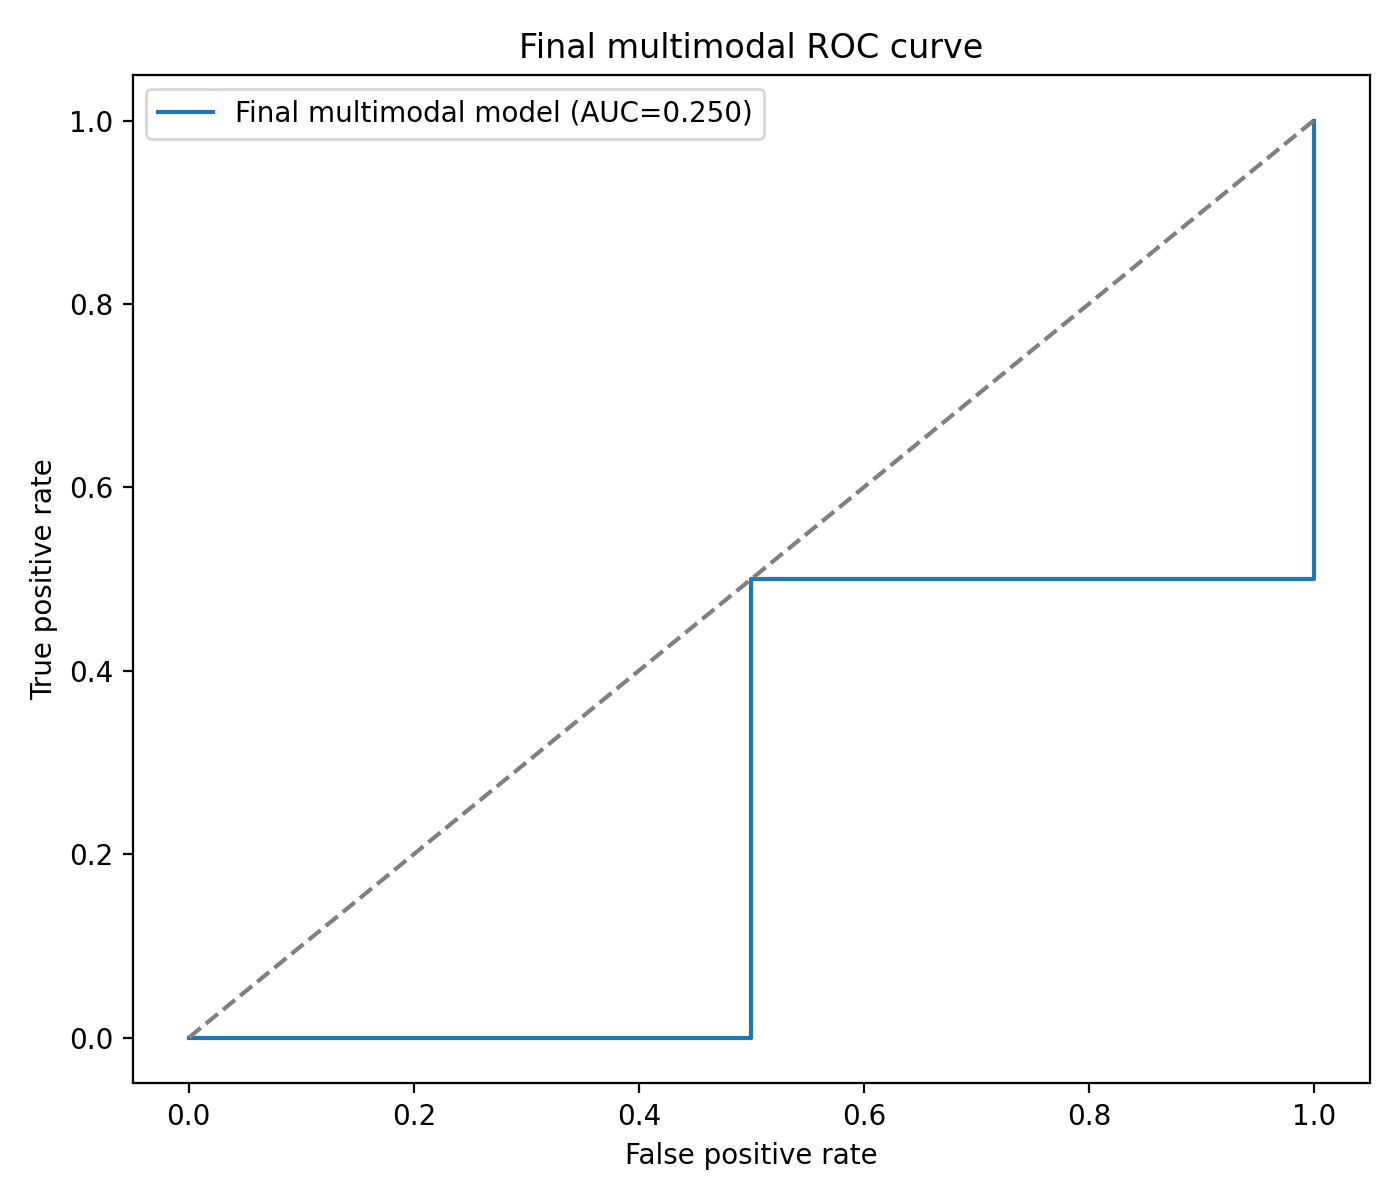 Final multimodal ROC curve
Final multimodal model (AUC=0.250)
1.0
0.8
0.6
0.4
0.2
0.0
True positive rate
0.0 0.2 0.4 0.6 0.8 1.0
False positive rate